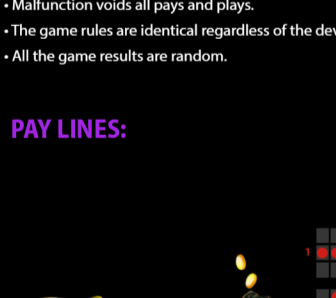 • Malfunction voids all pays and plays.
• The game rules are identical regardless of the
• All the game results are random.
PAY LINES:
1